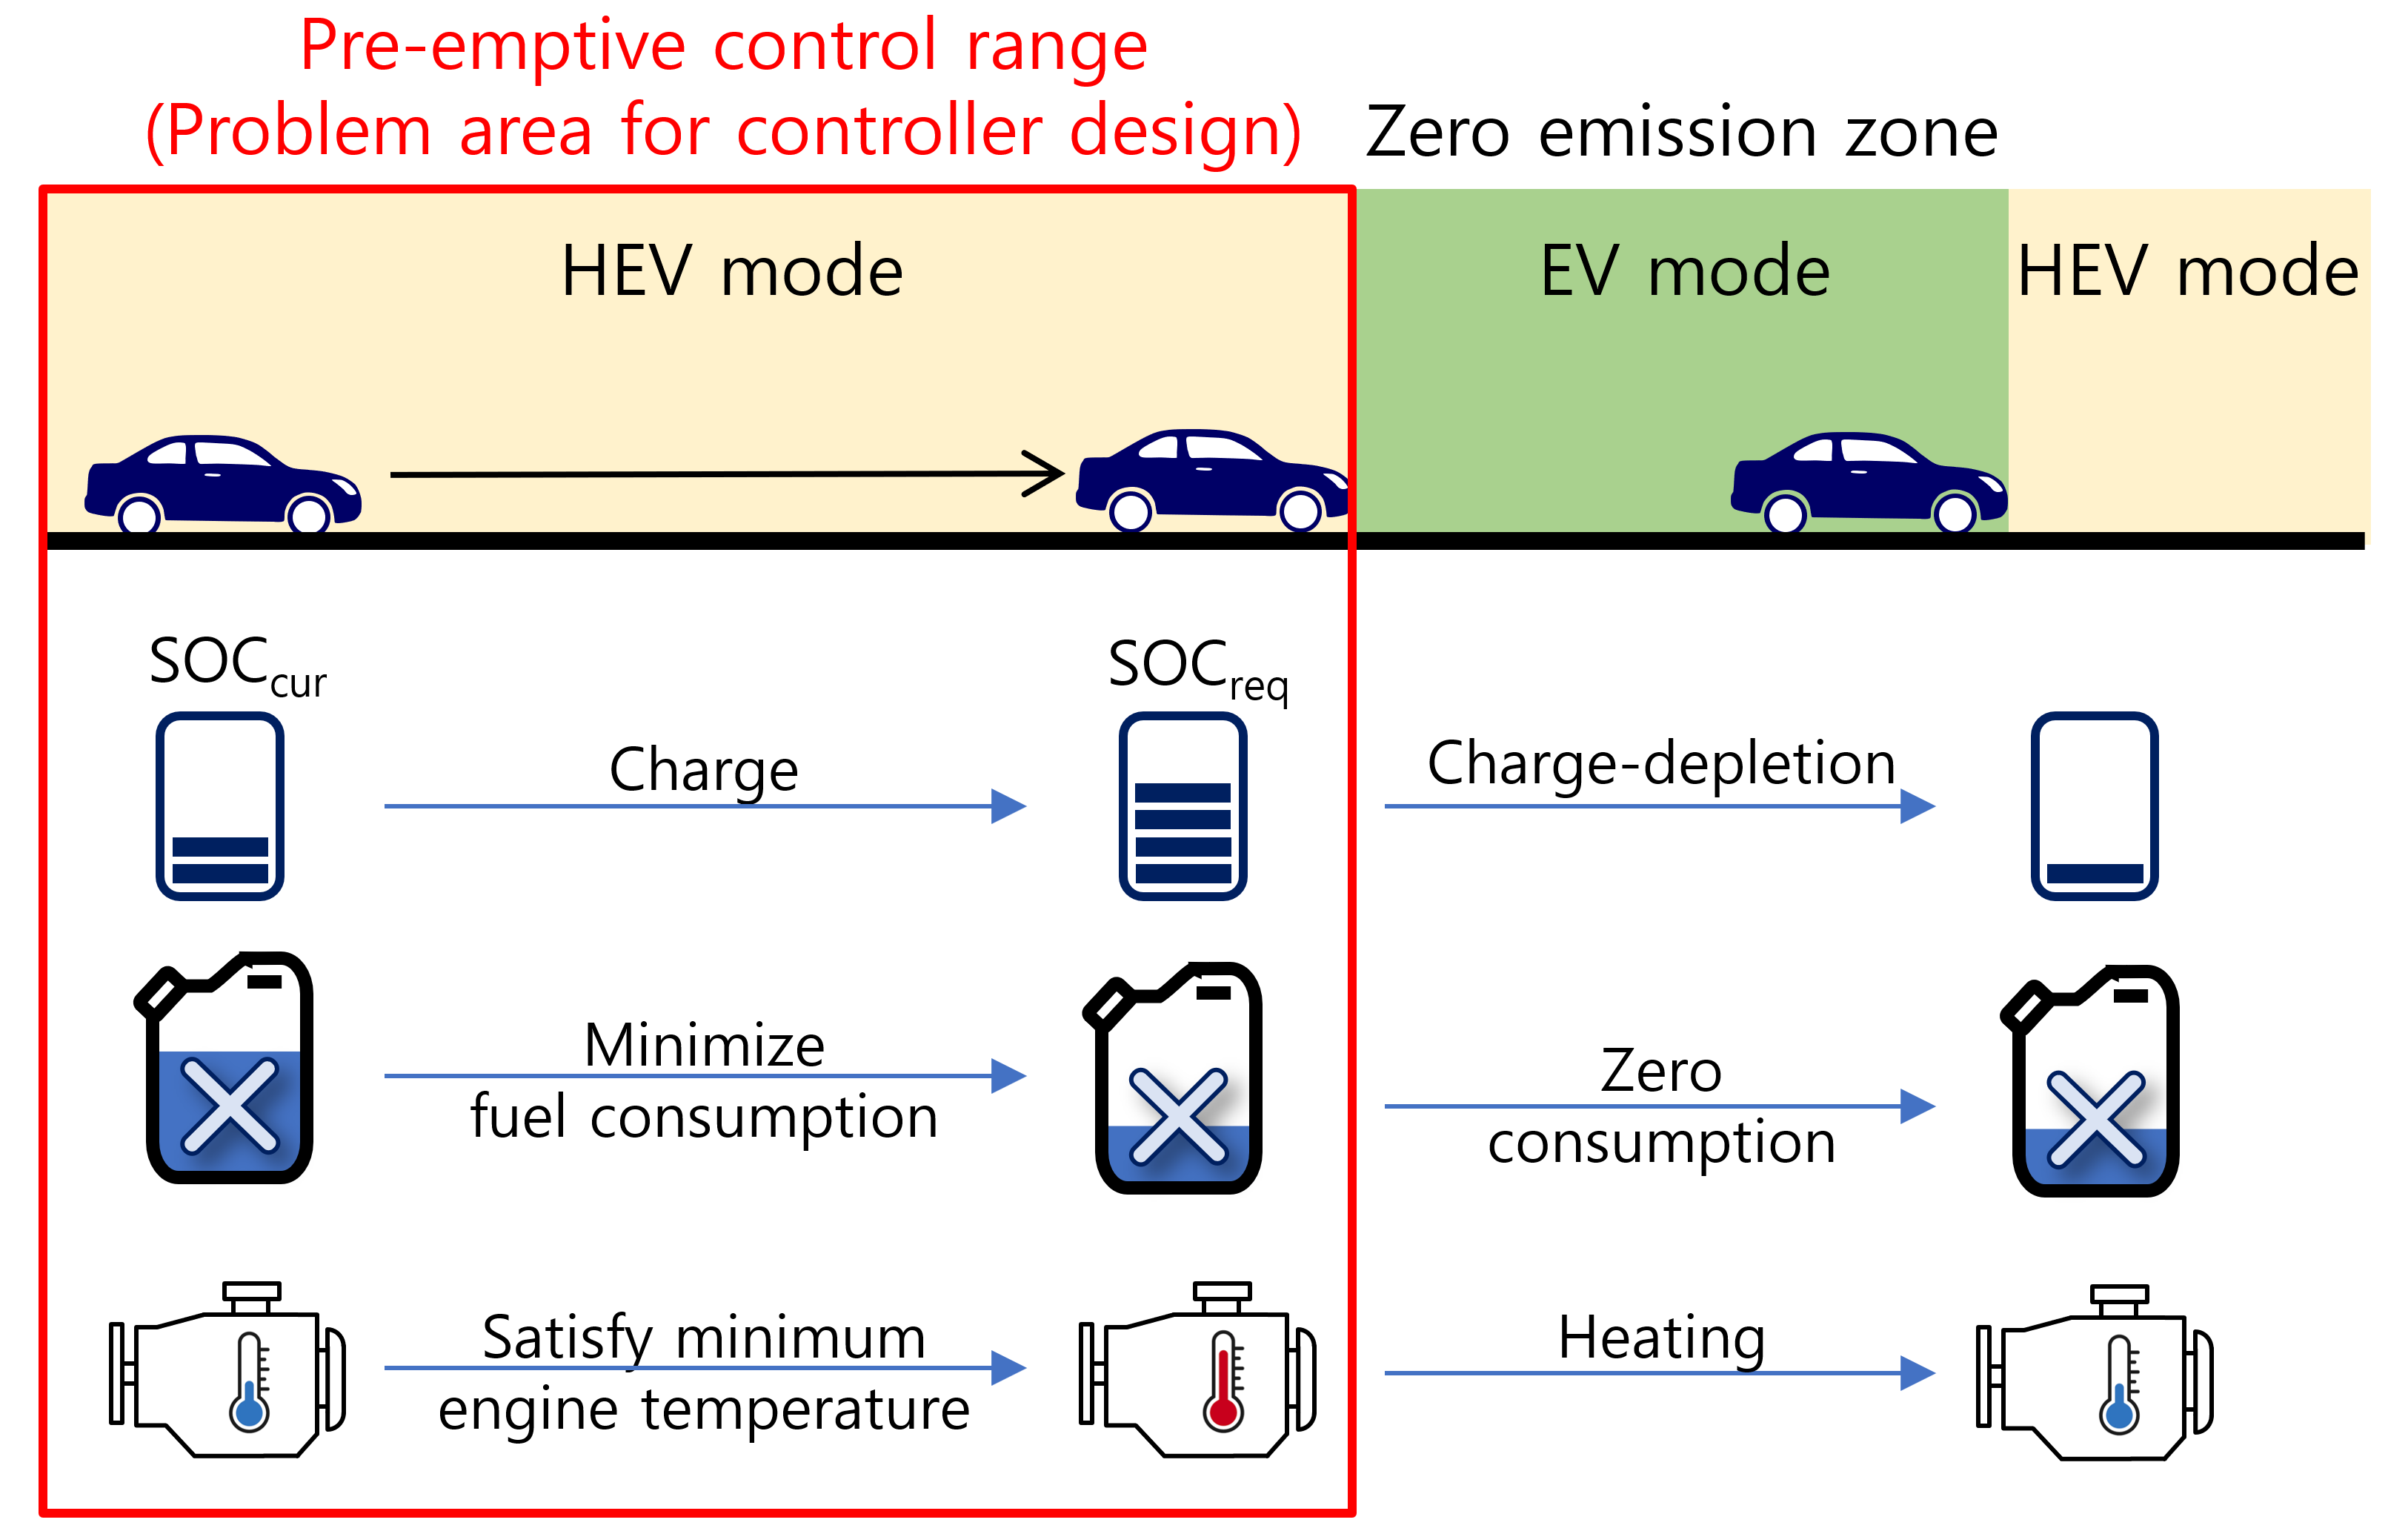 Pre-emptive control range
(Problem area for controller design)
Zero emission zone
HEV mode
EV mode
HEV mode
SOCcur
SOCreq
Charge
Charge-depletion
Minimize
fuel consumption
Zero
consumption
Satisfy minimum
engine temperature
Heating